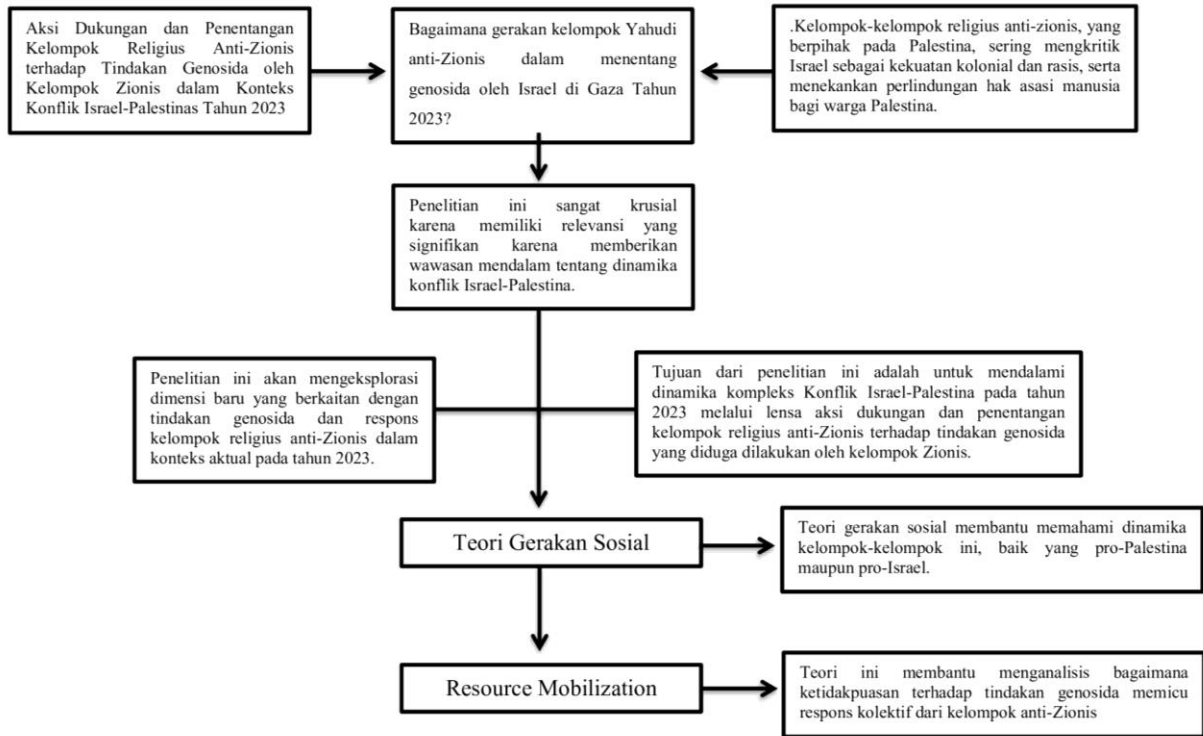 Aksi Dukungan dan Penentangan
Kelompok Religius Anti-Zionis
terhadap Tindakan Genosida oleh
Kelompok Zionis dalam Konteks
Konflik Israel-Palestinas Tahun 2023
Bagaimana gerakan kelompok Yahudi
anti-Zionis dalam menentang
genosida oleh Israel di Gaza Tahun
2023?
.Kelompok-kelompok religius anti-zionis, yang
berpihak pada Palestina, sering mengkritik
Israel sebagai kekuatan kolonial dan rasis, serta
menekankan perlindungan hak asasi manusia
bagi warga Palestina.
Penelitian ini sangat krusial
karena memiliki relevansi yang
signifikan karena memberikan
wawasan mendalam tentang dinamika
konflik Israel-Palestina.
Penelitian ini akan mengeksplorasi
dimensi baru yang berkaitan dengan
tindakan genosida dan respons
kelompok religius anti-Zionis dalam
konteks aktual pada tahun 2023.
Tujuan dari penelitian ini adalah untuk mendalami
dinamika kompleks Konflik Israel-Palestina pada tahun
2023 melalui lensa aksi dukungan dan penentangan
kelompok religius anti-Zionis terhadap tindakan genosida
yang diduga dilakukan oleh kelompok Zionis.
Teori Gerakan Sosial
Teori gerakan sosial membantu memahami dinamika
kelompok-kelompok ini, baik yang pro-Palestina
maupun pro-Israel.
Resource Mobilization
Teori ini membantu menganalisis bagaimana
ketidakpuasan terhadap tindakan genosida memicu
respons kolektif dari kelompok anti-Zionis